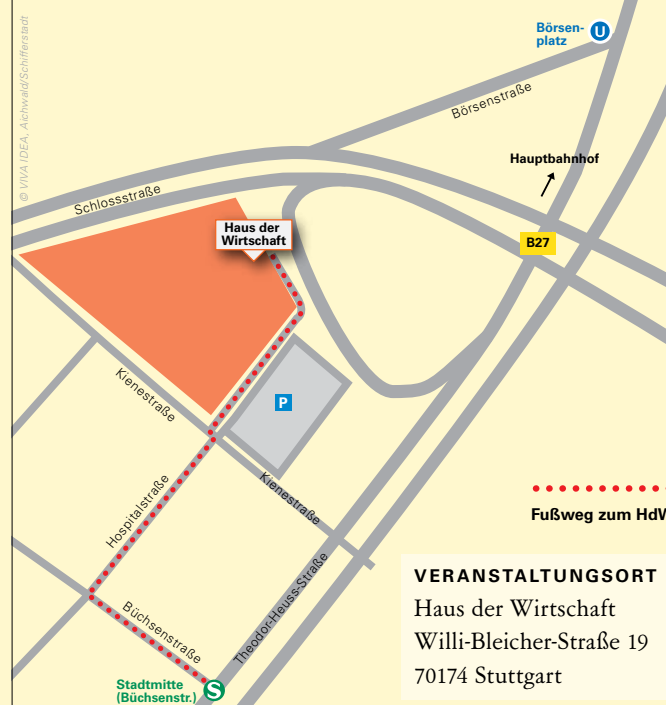 © VIVA IDEA, Aichwald/Schifferstadt
Börsen-
platz
U
Börsenstraße
Hauptbahnhof
Schlossstraße
Haus der
Wirtschaft
B27
Kienestraße
P
Kienestraße
Hospitalstraße
Fußweg zum HdW
Theodor-Heuss-Straße
Büchsenstraße
Stadtmitte
(Büchsenstr.)
S
VERANSTALTUNGSORT
Haus der Wirtschaft
Willi-Bleicher-Straße 19
70174 Stuttgart